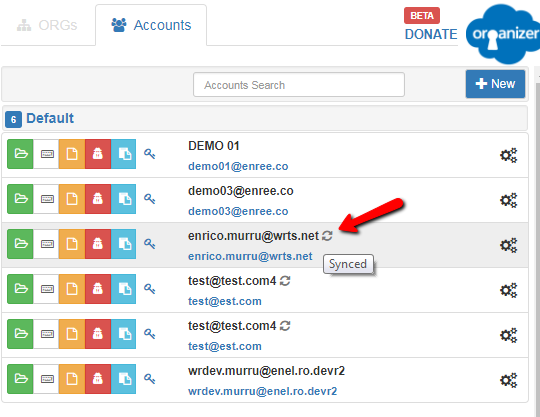 ORGs
Accounts
BETA
DONATE
organizer
Accounts Search
New
6 Default
DEMO 01
demo01@enree.co
demo03@enree.co
demo03@enree.co
enrico.murru@wrts.net
enrico.murru@wrts.net
Synced
test@test.com4
test@est.com
test@test.com4
test@est.com
wrdev.murru@enel.ro.devr2
wrdev.murru@enel.ro.devr2